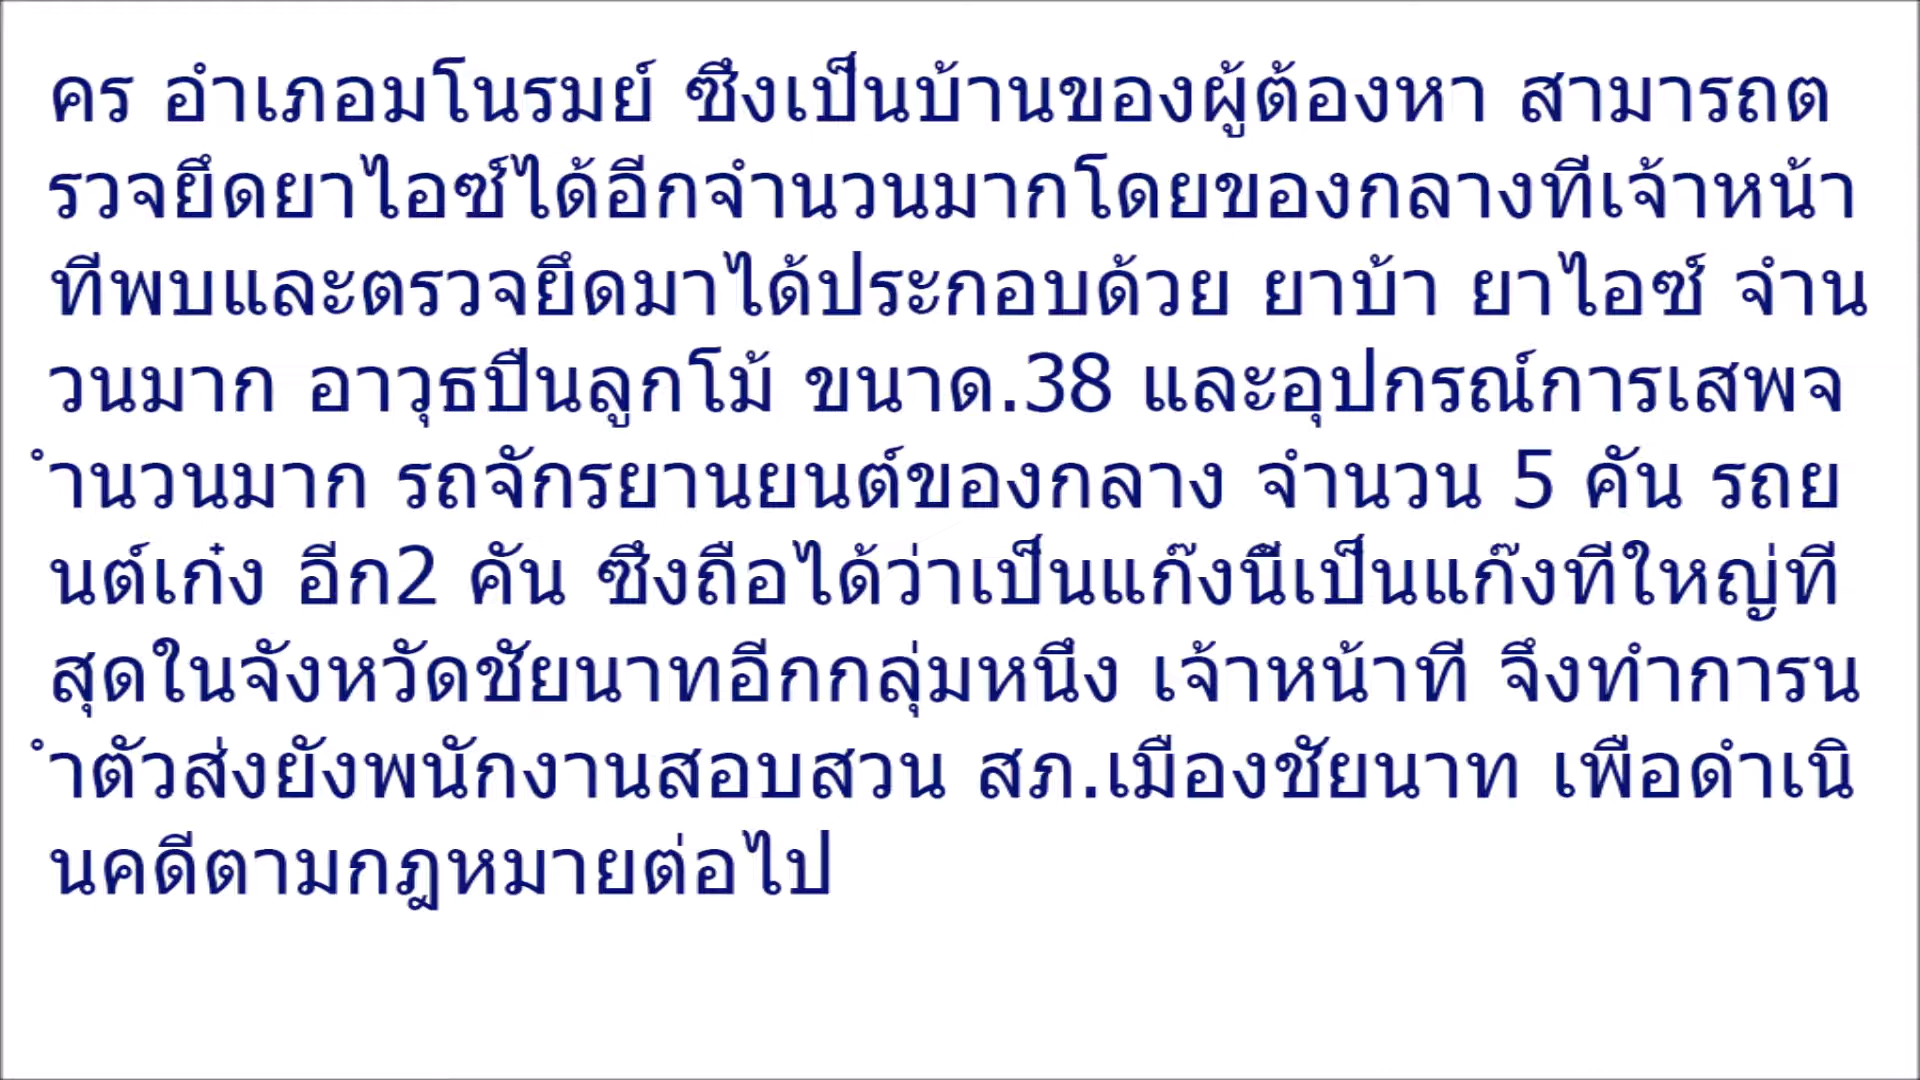 คร อำเภอมโนรมย์ ซึ่งเป็นบ้านของผู้ต้องหา สามารถต
รวจยึดยาไอซ์ได้อีกจำนวนมากโดยของกลางที่เจ้าหน้า
ที่พบและตรวจยึดมาได้ประกอบด้วย ยาบ้า ยาไอซ์ จำน
วนมาก อาวุธปืนลูกโม้ ขนาด.38 และอุปกรณ์การเสพจ
ำนวนมาก รถจักรยานยนต์ของกลาง จำนวน 5 คัน รถย
นต์เก๋ง อีก2 คัน ซึ่งถือได้ว่าเป็นแก๊งนี้เป็นแก๊งที่ใหญ่ที่
สุดในจังหวัดชัยนาทอีกกลุ่มหนึ่ง เจ้าหน้าที่ จึงทำการน
ำตัวส่งยังพนักงานสอบสวน สภ.เมืองชัยนาท เพื่อดำเนิ
นคดีตามกฎหมายต่อไป